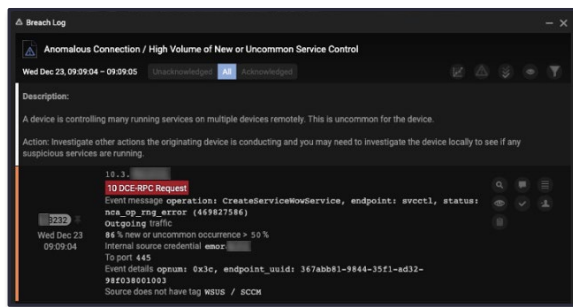 Breach Log
Anomalous Connection / High Volume of New or Uncommon Service Control
Wed Dec 23, 09:09:04 – 09:09:05
Unacknowledged All Acknowledged
Description:
A device is controlling many running services on multiple devices remotely. This is uncommon for the device.
Action: Investigate other actions the originating device is conducting and you may need to investigate the device locally to see if any
suspicious services are running.
10.3.
10 DCE-RPC Request
Event message operation: CreateServiceWowService, endpoint: svcctl, status:
nca_op_rng_error (469827586)
Outgoing traffic
86 % new or uncommon occurrence > 50 %
Internal source credential emor
To port 445
Event details opnum: 0x3c, endpoint_uuid: 367abb81-9844-35f1-ad32-
98f038001003
Source does not have tag WSUS / SCCM
3232
Wed Dec 23
09:09:04